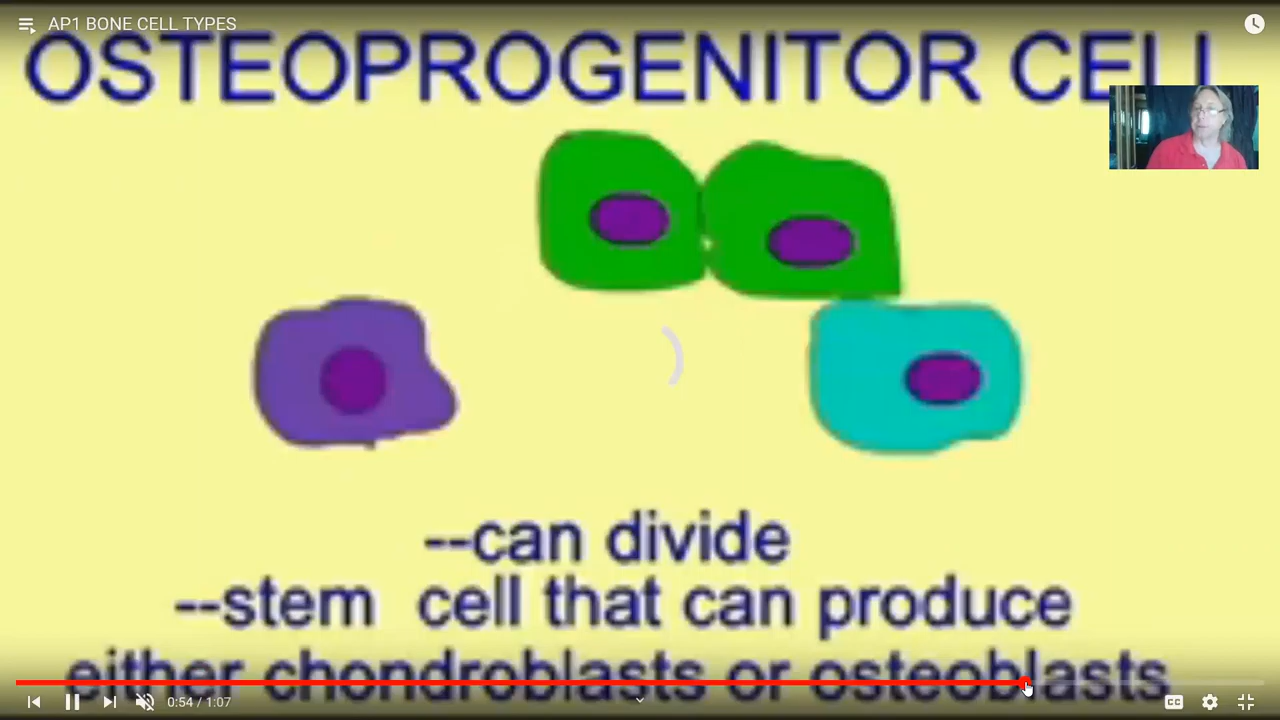 AP1 BONE CELL TYPES
OSTEOPROGENITOR CELL
--can divide
--stem cell that can produce
either chondroblasts or osteoblasts
0:54 / 1:07
CC